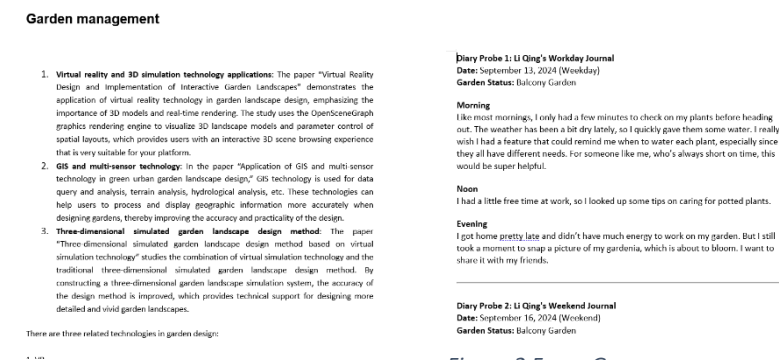 Garden management
1. Virtual reality and 3D simulation technology applications: The paper "Virtual Reality
Design and Implementation of Interactive Garden Landscapes" demonstrates the
application of virtual reality technology in garden landscape design, emphasizing the
importance of 3D models and real-time rendering. The study uses the OpenSceneGraph
graphics rendering engine to visualize 3D landscape models and parameter control of
spatial layouts, which provides users with an interactive 3D scene browsing experience
that is very suitable for your platform.
2. GIS and multi-sensor technology: In the paper "Application of GIS and multi-sensor
technology in green urban garden landscape design," GIS technology is used for data
query and analysis, terrain analysis, hydrological analysis, etc. These technologies can
help users to process and display geographic information more accurately when
designing gardens, thereby improving the accuracy and practicality of the design.
3. Three-dimensional simulated garden landscape design method: The paper
"Three-dimensional simulated garden landscape design method based on virtual
simulation technology" studies the combination of virtual simulation technology and the
traditional three-dimensional simulated garden landscape design method. By
constructing a three-dimensional garden landscape simulation system, the accuracy of
the design method is improved, which provides technical support for designing more
detailed and vivid garden landscapes.
There are three related technologies in garden design:
Diary Probe 1: Li Qing's Workday Journal
Date: September 13, 2024 (Weekday)
Garden Status: Balcony Garden
Morning
Like most mornings, I only had a few minutes to check on my plants before heading
out. The weather has been a bit dry lately, so I quickly gave them some water. I really
wish I had a feature that could remind me when to water each plant, especially since
they all have different needs. For someone like me, who's always short on time, this
would be super helpful.
Noon
I had a little free time at work, so I looked up some tips on caring for potted plants.
Evening
I got home pretty late and didn't have much energy to work on my garden. But I still
took a moment to snap a picture of my gardenia, which is about to bloom. I want to
share it with my friends.
Diary Probe 2: Li Qing's Weekend Journal
Date: September 16, 2024 (Weekend)
Garden Status: Balcony Garden